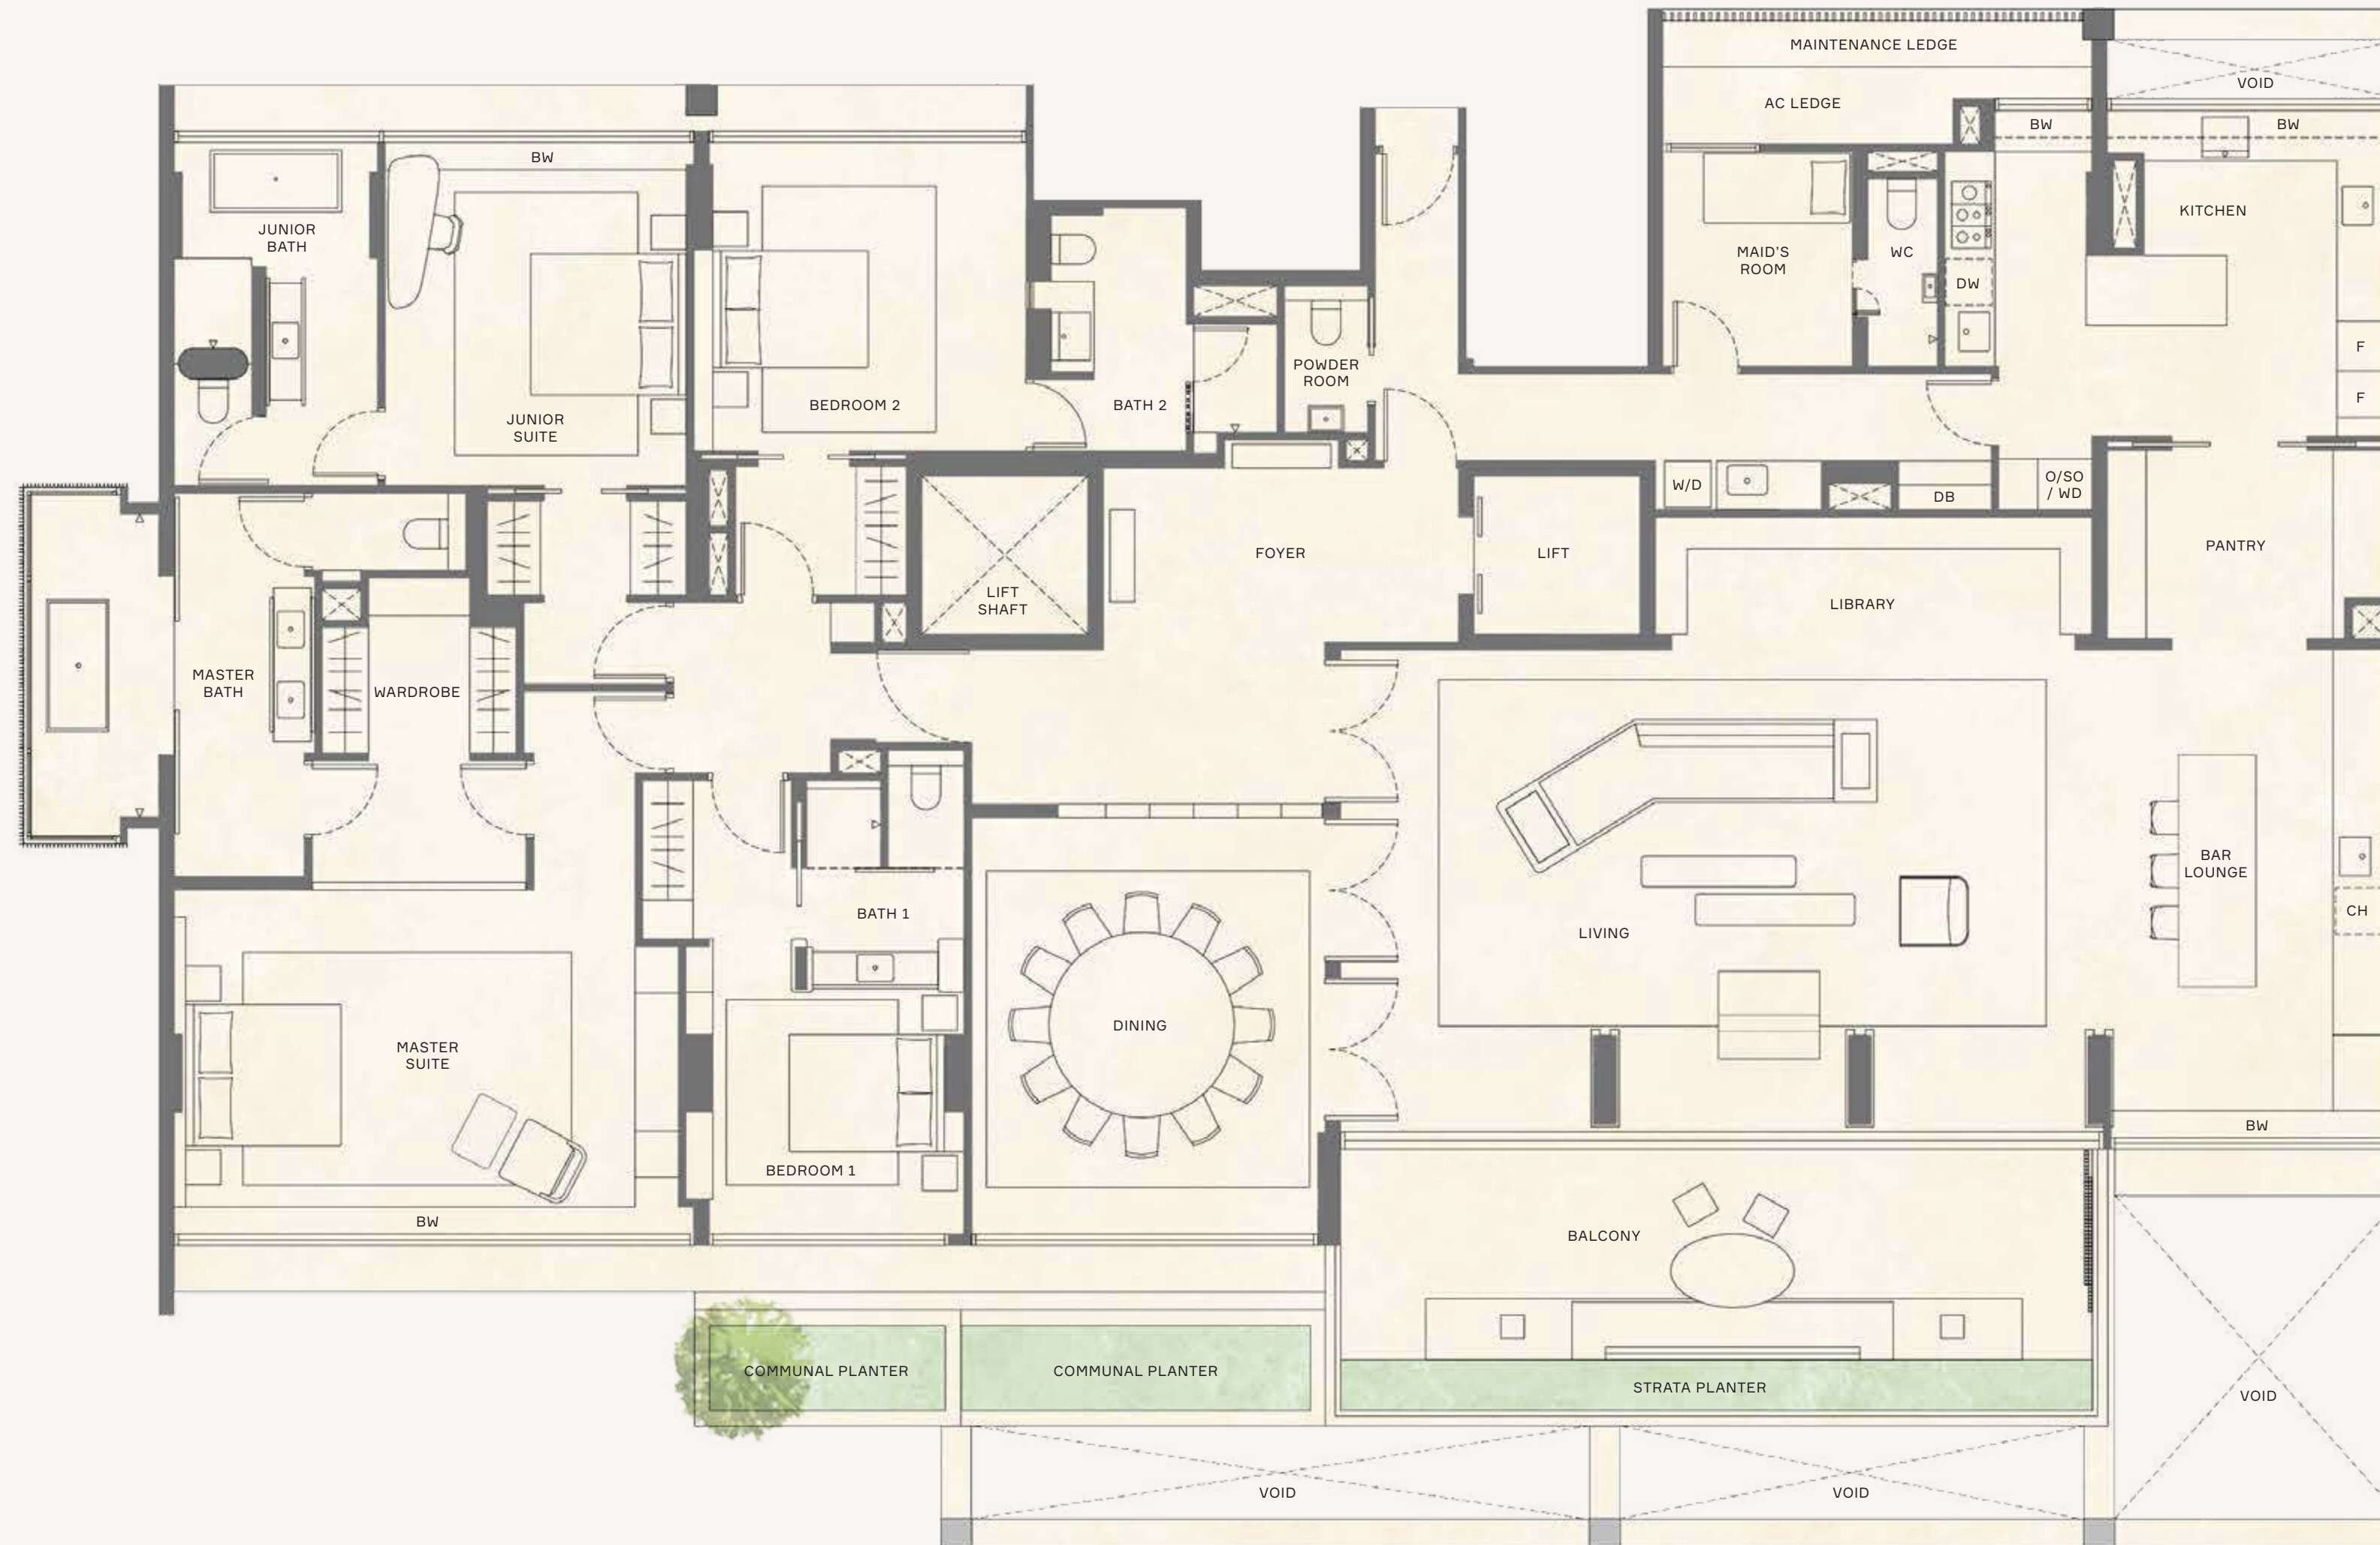 MAINTENANCE LEDGE
VOID
AC LEDGE
BW
BW
BW
JUNIOR
BATH
KITCHEN
MAID'S
ROOM
WC
DW
F
POWDER
ROOM
F
JUNIOR
SUITE
BEDROOM 2
BATH 2
W/D
DB
O/SO
/ WD
FOYER
LIFT
PANTRY
LIFT
SHAFT
LIBRARY
MASTER
BATH
WARDROBE
BAR
LOUNGE
CH
BATH 1
LIVING
DINING
MASTER
SUITE
BEDROOM 1
BW
BW
BALCONY
COMMUNAL PLANTER
COMMUNAL PLANTER
STRATA PLANTER
VOID
VOID
VOID